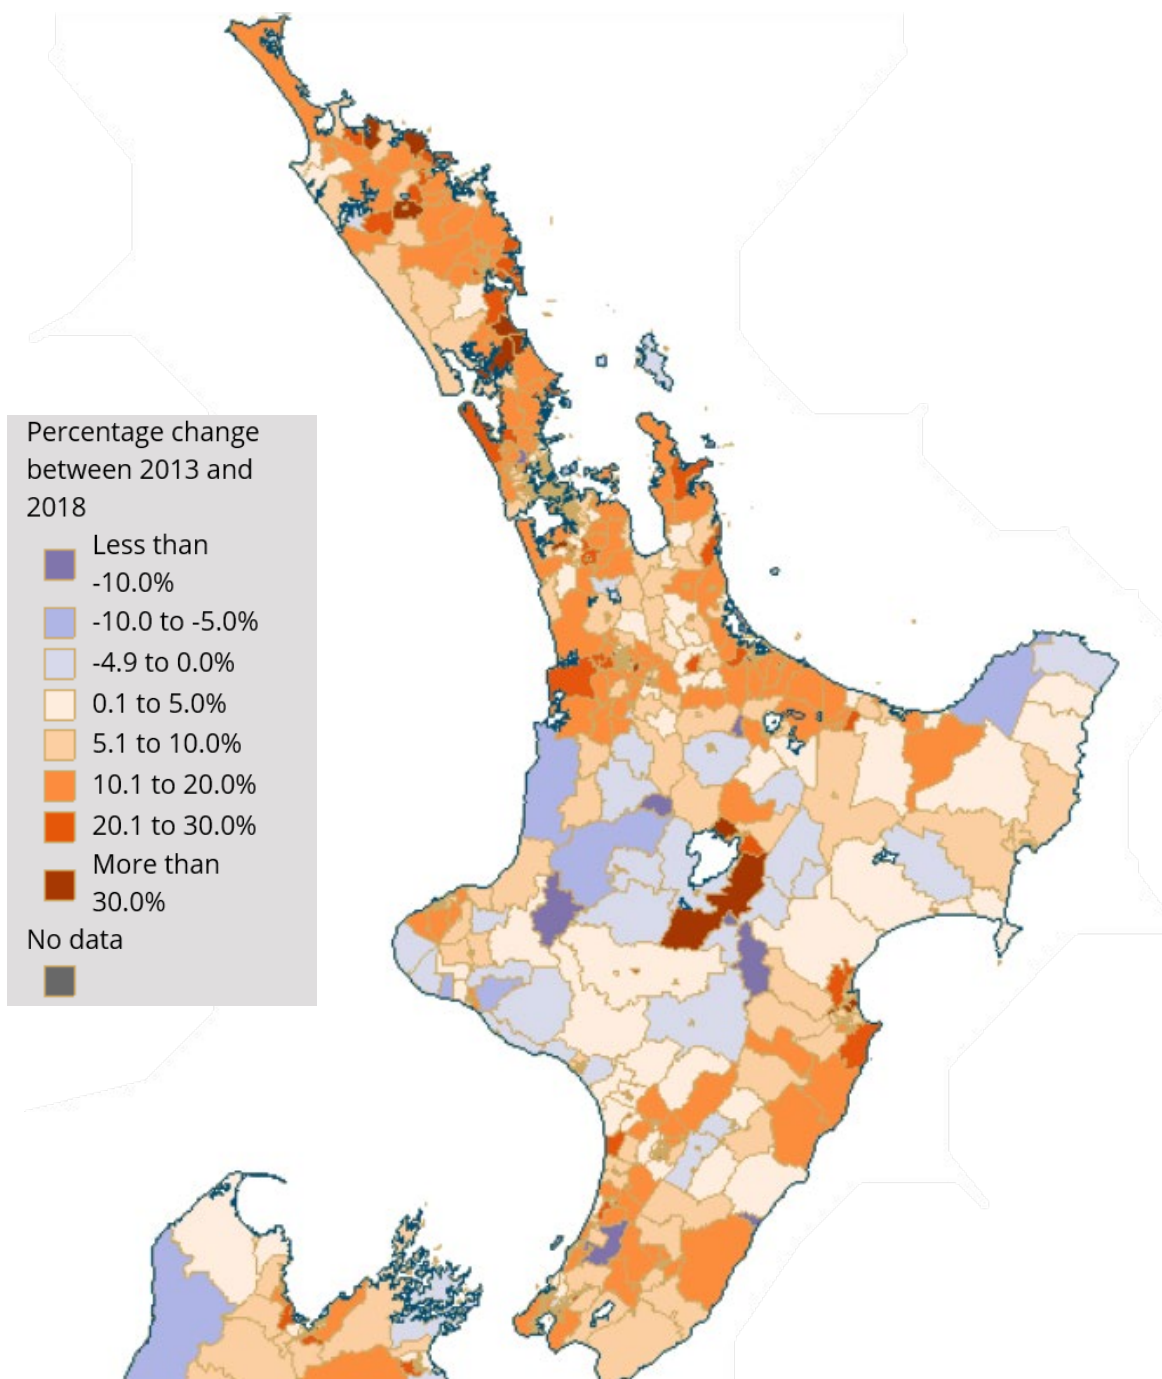 Percentage change
between 2013 and
2018
Less than
-10.0%
-10.0 to -5.0%
-4.9 to 0.0%
0.1 to 5.0%
5.1 to 10.0%
10.1 to 20.0%
20.1 to 30.0%
More than
30.0%
No data